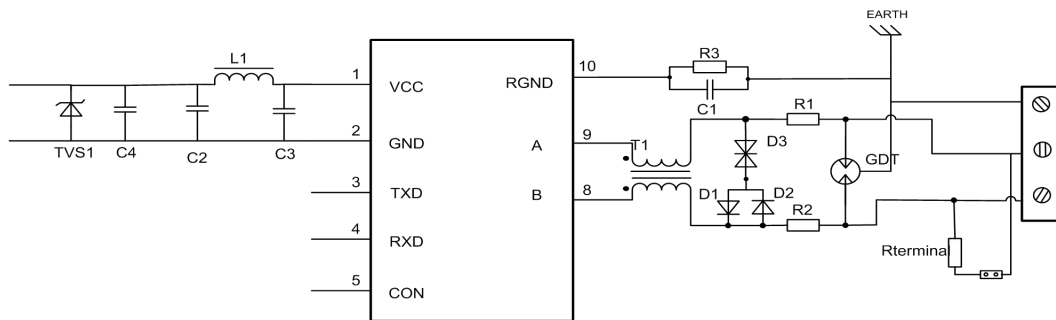 EARTH
L1
R3
1
10
VCC
RGND
C1
R1
TVS1
C4
C2
C3
2
GND
A
9
T1
D3
GDT
3
TXD
B
8
D1
D2
R2
4
RXD
Rterminal
5
CON